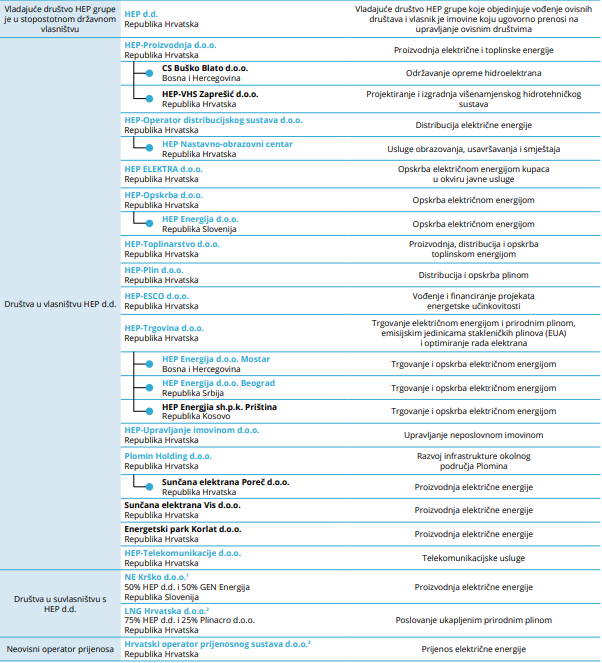 Vladajuće društvo HEP grupe
je u stopostotnom državnom
vlasništvu
HEP d.d.
Republika Hrvatska
Vladajuće društvo HEP grupe koje objedinjuje vođenje ovisnih
društava i vlasnik je imovine koju ugovorno prenosi na
upravljanje ovisnim društvima
Društva u vlasništvu HEP d.d.
HEP-Proizvodnja d.o.o.
Republika Hrvatska
Proizvodnja električne i toplinske energije
CS Buško Blato d.o.o.
Bosna i Hercegovina
Održavanje opreme hidroelektrana
HEP-VHS Zaprešić d.o.o.
Republika Hrvatska
Projektiranje i izgradnja višenamjenskog hidrotehničkog
sustava
HEP-Operator distribucijskog sustava d.o.o.
Republika Hrvatska
Distribucija električne energije
HEP Nastavno-obrazovni centar
Republika Hrvatska
Usluge obrazovanja, usavršavanja i smještaja
HEP ELEKTRA d.o.o.
Republika Hrvatska
Opskrba električnom energijom kupaca
u okviru javne usluge
HEP-Opskrba d.o.o.
Republika Hrvatska
Opskrba električnom energijom
HEP Energija d.o.o.
Republika Slovenija
Opskrba električnom energijom
HEP-Toplinarstvo d.o.o.
Republika Hrvatska
Proizvodnja, distribucija i opskrba
toplinskom energijom
HEP-Plin d.o.o.
Republika Hrvatska
Distribucija i opskrba plinom
HEP-ESCO d.o.o.
Republika Hrvatska
Vođenje i financiranje projekata
energetske učinkovitosti
HEP-Trgovina d.o.o.
Republika Hrvatska
Trgovanje električnom energijom i prirodnim plinom,
emisijskim jedinicama stakleničkih plinova (EUA)
i optimiranje rada elektrana
HEP Energija d.o.o. Mostar
Bosna i Hercegovina
Trgovanje i opskrba električnom energijom
HEP Energija d.o.o. Beograd
Republika Srbija
Trgovanje i opskrba električnom energijom
HEP Energjia sh.p.k. Priština
Republika Kosovo
Trgovanje i opskrba električnom energijom
HEP-Upravljanje imovinom d.o.o.
Republika Hrvatska
Upravljanje neposlovnom imovinom
Plomin Holding d.o.o.
Republika Hrvatska
Razvoj infrastrukture okolnog
područja Plomina
Sunčana elektrana Poreč d.o.o.
Republika Hrvatska
Proizvodnja električne energije
Sunčana elektrana Vis d.o.o.
Republika Hrvatska
Proizvodnja električne energije
Energetski park Korlat d.o.o.
Republika Hrvatska
Proizvodnja električne energije
HEP-Telekomunikacije d.o.o.
Republika Hrvatska
Telekomunikacijske usluge
Društva u suvlasništvu s
HEP d.d.
NE Krško d.o.o.¹
50% HEP d.d. i 50% GEN Energija
Republika Slovenija
Proizvodnja električne energije
LNG Hrvatska d.o.o.²
75% HEP d.d. i 25% Plinacro d.o.o.
Republika Hrvatska
Poslovanje ukapljenim prirodnim plinom
Neovisni operator prijenosa
Hrvatski operator prijenosnog sustava d.o.o.³
Republika Hrvatska
Prijenos električne energije